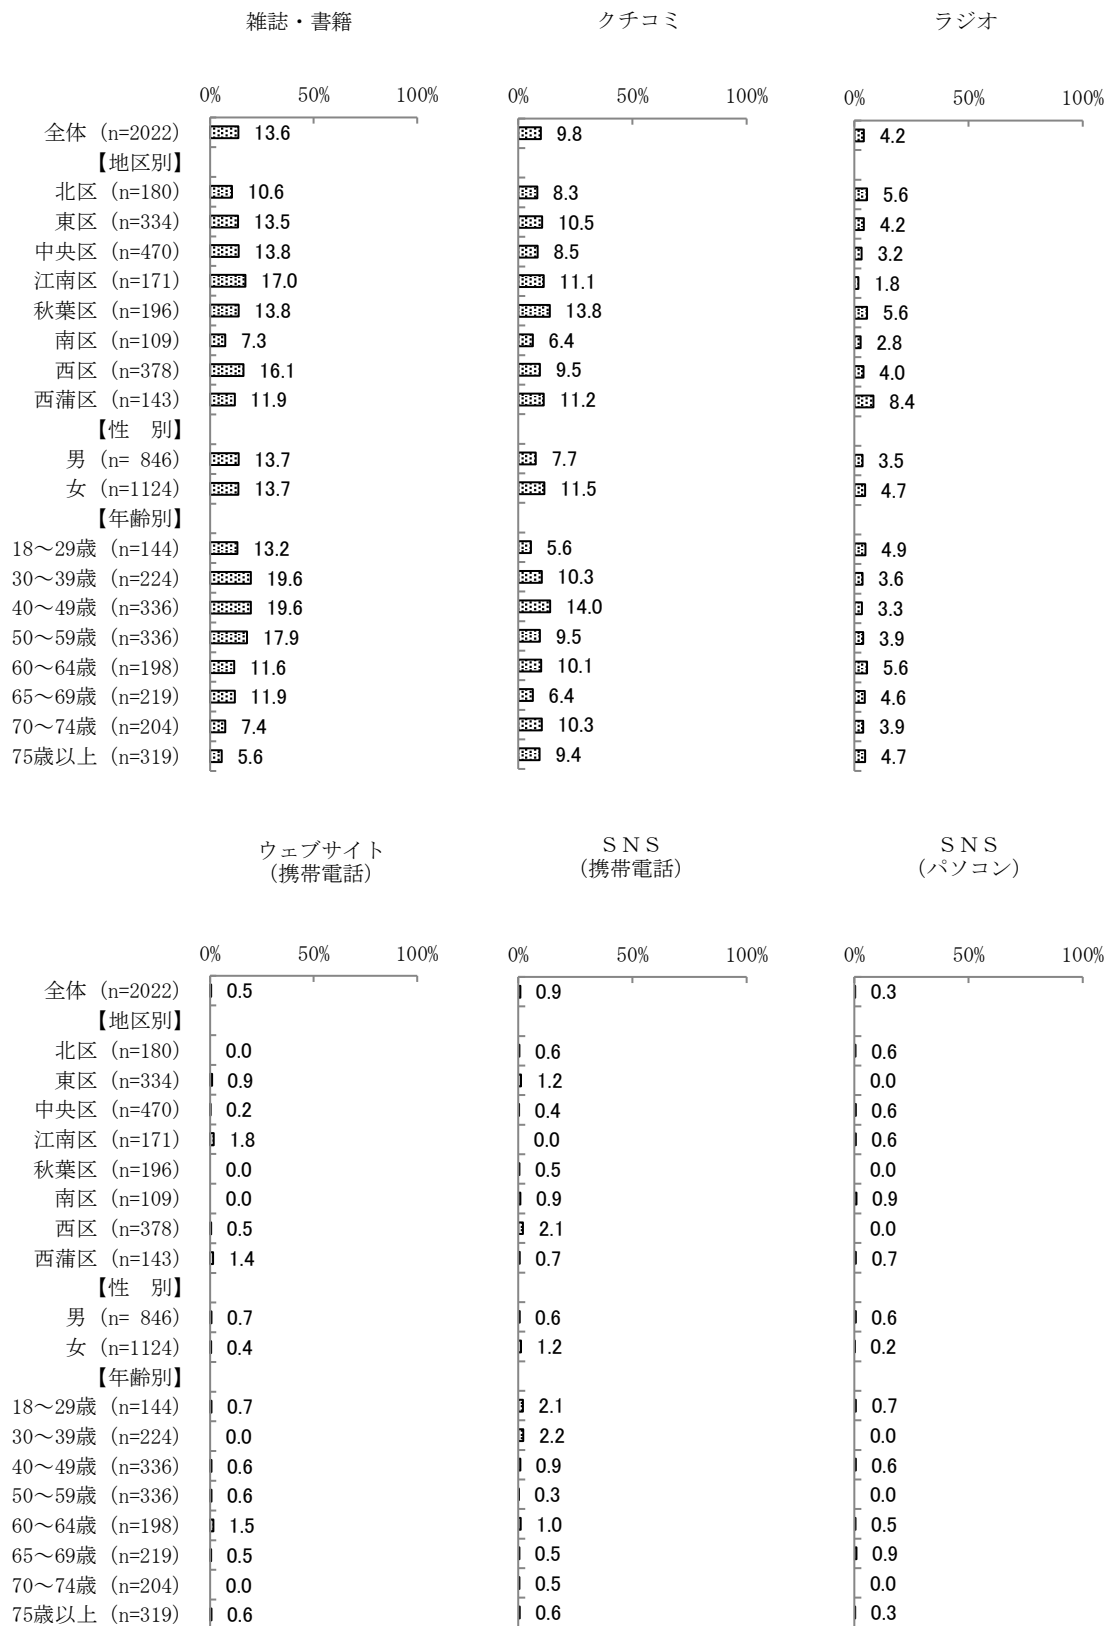 雑誌・書籍 クチコミ ラジオ
0% 50% 100% 0% 50% 100% 0% 50% 100%
全体 (n=2022) 13.6 9.8 4.2
【地区別】
北区 (n=180) 10.6 8.3 5.6
東区 (n=334) 13.5 10.5 4.2
中央区 (n=470) 13.8 8.5 3.2
江南区 (n=171) 17.0 11.1 1.8
秋葉区 (n=196) 13.8 13.8 5.6
南区 (n=109) 7.3 6.4 2.8
西区 (n=378) 16.1 9.5 4.0
西蒲区 (n=143) 11.9 11.2 8.4
【性　別】
男 (n= 846) 13.7 7.7 3.5
女 (n=1124) 13.7 11.5 4.7
【年齢別】
18～29歳 (n=144) 13.2 5.6 4.9
30～39歳 (n=224) 19.6 10.3 3.6
40～49歳 (n=336) 19.6 14.0 3.3
50～59歳 (n=336) 17.9 9.5 3.9
60～64歳 (n=198) 11.6 10.1 5.6
65～69歳 (n=219) 11.9 6.4 4.6
70～74歳 (n=204) 7.4 10.3 3.9
75歳以上 (n=319) 5.6 9.4 4.7
ウェブサイト ＳＮＳ ＳＮＳ
(携帯電話) (携帯電話) (パソコン)
0% 50% 100% 0% 50% 100% 0% 50% 100%
全体 (n=2022) 0.5 0.9 0.3
【地区別】
北区 (n=180) 0.0 0.6 0.6
東区 (n=334) 0.9 1.2 0.0
中央区 (n=470) 0.2 0.4 0.6
江南区 (n=171) 1.8 0.0 0.6
秋葉区 (n=196) 0.0 0.5 0.0
南区 (n=109) 0.0 0.9 0.9
西区 (n=378) 0.5 2.1 0.0
西蒲区 (n=143) 1.4 0.7 0.7
【性　別】
男 (n= 846) 0.7 0.6 0.6
女 (n=1124) 0.4 1.2 0.2
【年齢別】
18～29歳 (n=144) 0.7 2.1 0.7
30～39歳 (n=224) 0.0 2.2 0.0
40～49歳 (n=336) 0.6 0.9 0.6
50～59歳 (n=336) 0.6 0.3 0.0
60～64歳 (n=198) 1.5 1.0 0.5
65～69歳 (n=219) 0.5 0.5 0.9
70～74歳 (n=204) 0.0 0.5 0.0
75歳以上 (n=319) 0.6 0.6 0.3